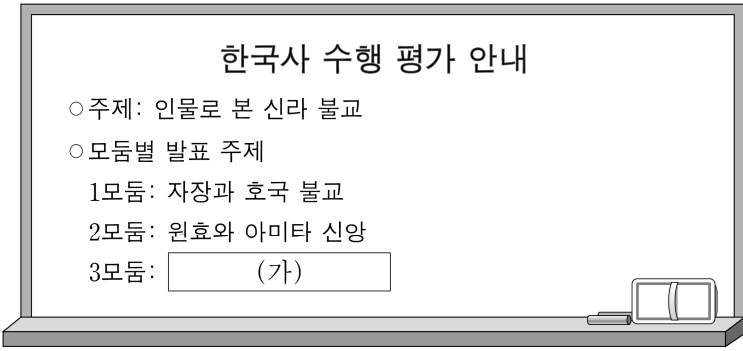 한국사 수행 평가 안내
○주제: 인물로 본 신라 불교
○모둠별 발표 주제
1모둠: 자장과 호국 불교
2모둠: 원효와 아미타 신앙
3모둠: (가)